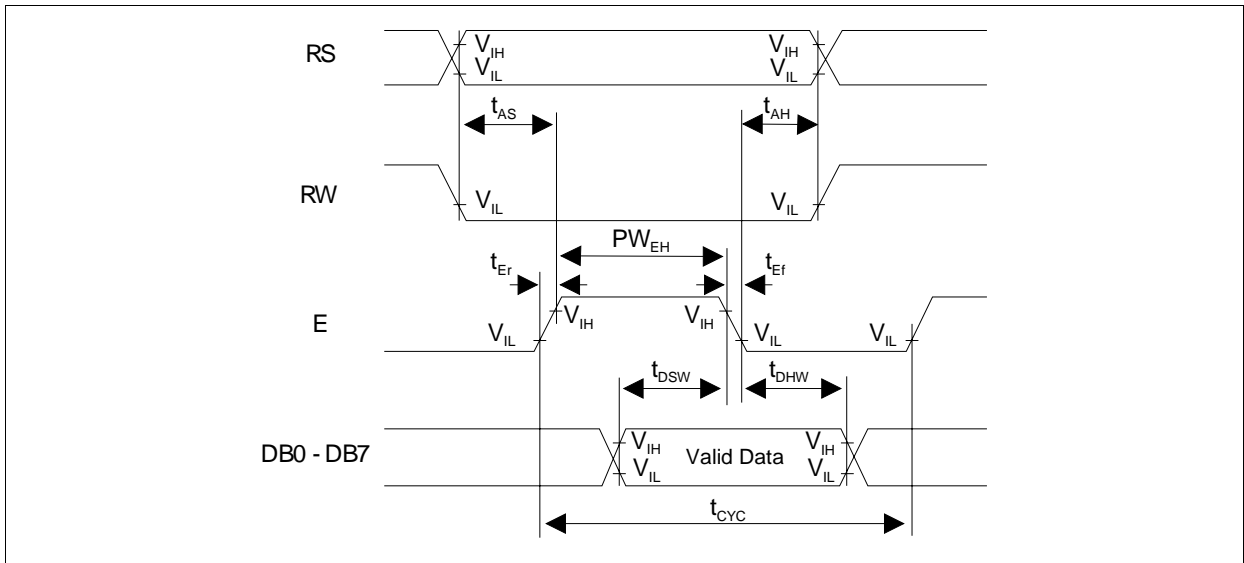 RS
V_IH
V_IH
V_IL
V_IL
t_AS
t_AH
RW
V_IL
V_IL
PW_EH
t_Er
t_Ef
E
V_IH
V_IH
V_IL
V_IL
V_IL
t_DSW
t_DHW
DB0 - DB7
V_IH
V_IH
Valid Data
V_IL
V_IL
t_CYC